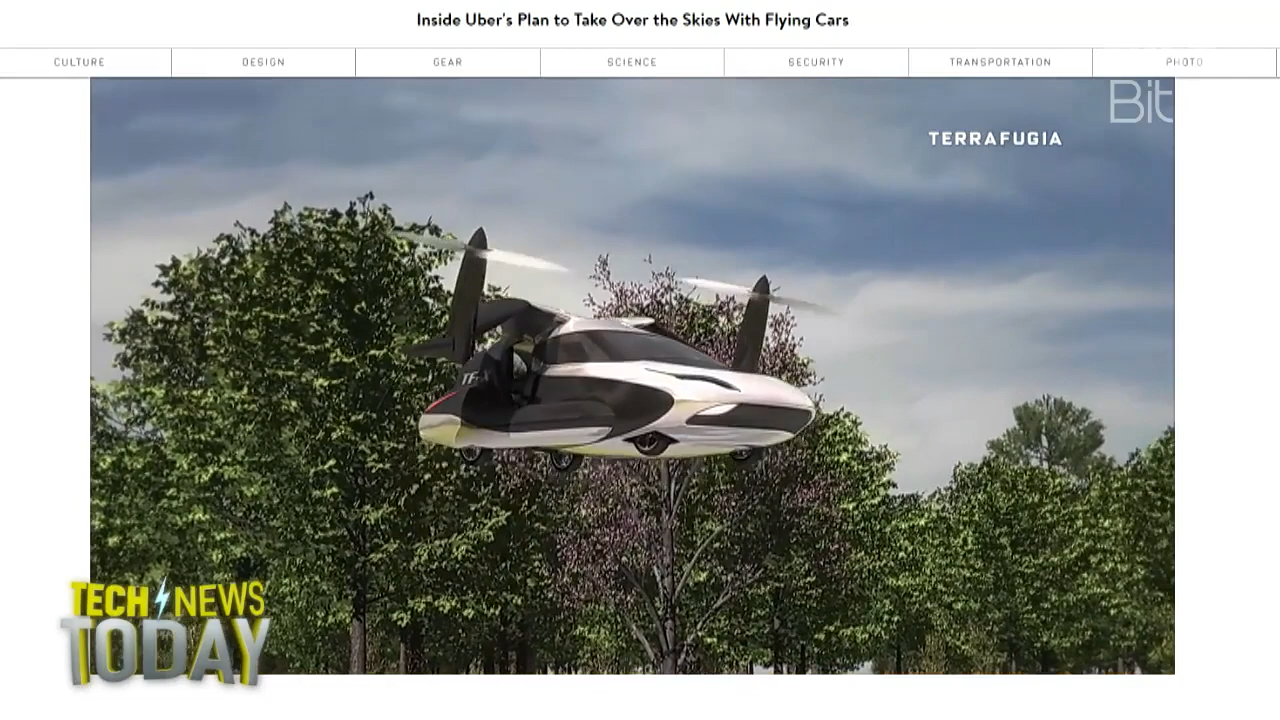 Inside Uber's Plan to Take Over the Skies With Flying Cars
CULTURE
DESIGN
GEAR
SCIENCE
SECURITY
TRANSPORTATION
PHOTO
Bit
TERRAFUGIA
TECH NEWS
TODAY